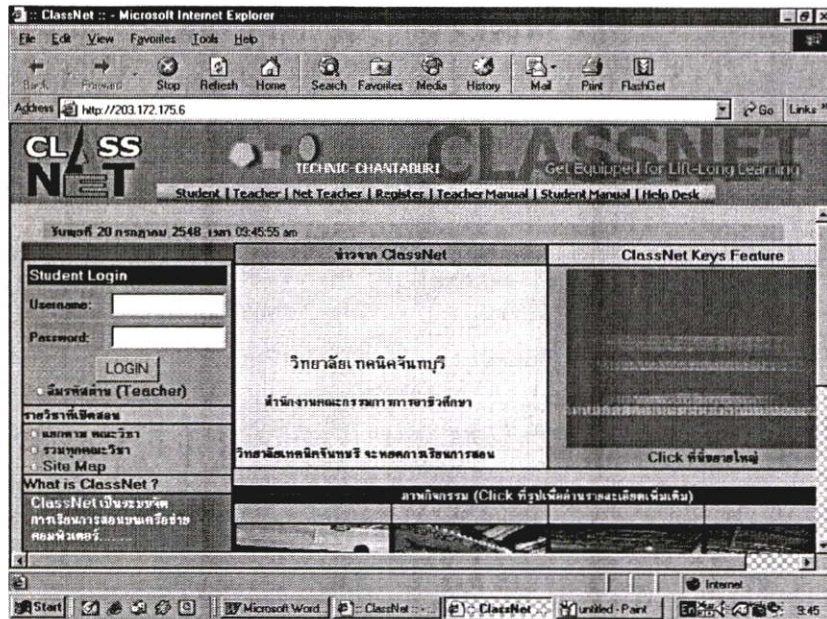 :: ClassNet :: - Microsoft Internet Explorer
File Edit View Favorites Tools Help
Back Forward Stop Refresh Home Search Favorites Media History Mail Print FlashGet
Address http://203.172.175.6 Go Links
CLASS NET
TECHNIC-CHANTABURI
CLASSNET
Get Equipped for Lift-Long Learning
Student | Teacher | Net Teacher | Register | Teacher Manual | Student Manual | Help Desk
วันพุธที่ 20 กรกฎาคม 2548 เวลา 03:45:55 am
Student Login
Username:
Password:
LOGIN
ลืมรหัสผ่าน (Teacher)
รายวิชาที่เปิดสอน
แยกตาม คณะวิชา
รวมทุกคณะวิชา
Site Map
What is ClassNet ?
ClassNet เป็นระบบจัด
การเรียนการสอนบนเครือข่าย
คอมพิวเตอร์.......
ข่าวจาก ClassNet
วิทยาลัยเทคนิคจันทบุรี
สำนักงานคณะกรรมการการอาชีวศึกษา
วิทยาลัยเทคนิคจันทบุรี จะหยุดการเรียนการสอน
ClassNet Keys Feature
Click ที่นี่ขยายใหญ่
ภาพกิจกรรม (Click ที่รูปเพื่ออ่านรายละเอียดเพิ่มเติม)
Internet
Start Microsoft Word :: ClassNet :: - ... :: ClassNet untitled - Paint 3:45